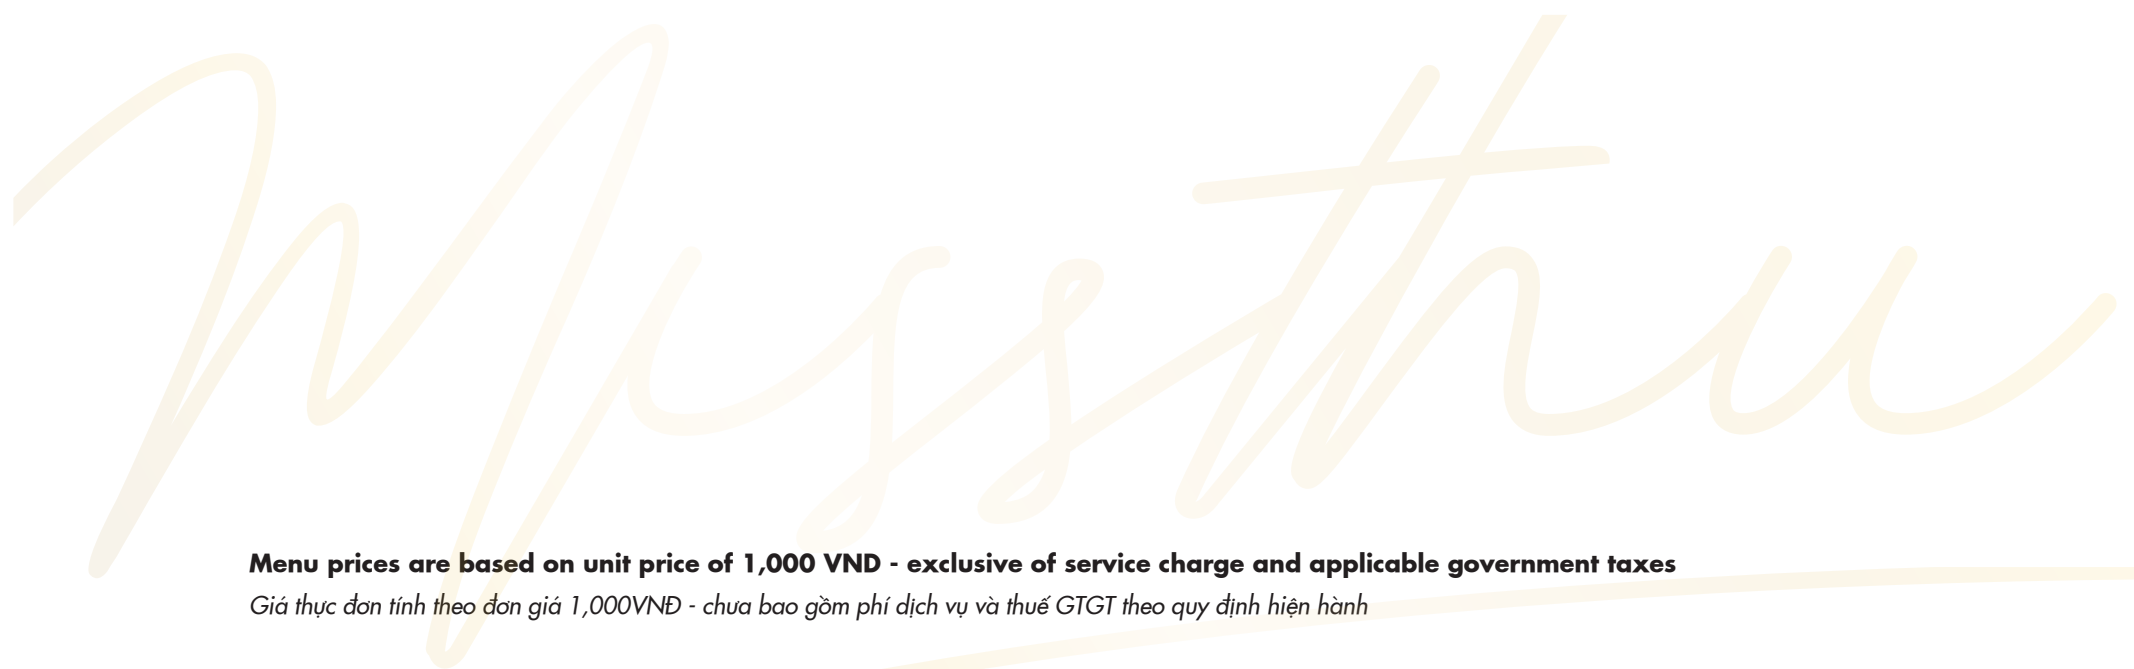 Missthu
Menu prices are based on unit price of 1,000 VND - exclusive of service charge and applicable government taxes
Giá thực đơn tính theo đơn giá 1,000VNĐ - chưa bao gồm phí dịch vụ và thuế GTGT theo quy định hiện hành